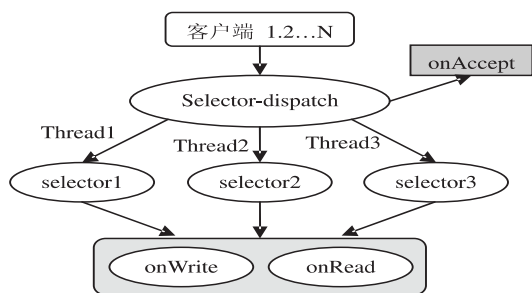 客户端 1.2…N
onAccept
Selector-dispatch
Thread1
Thread2
Thread3
selector1
selector2
selector3
onWrite
onRead